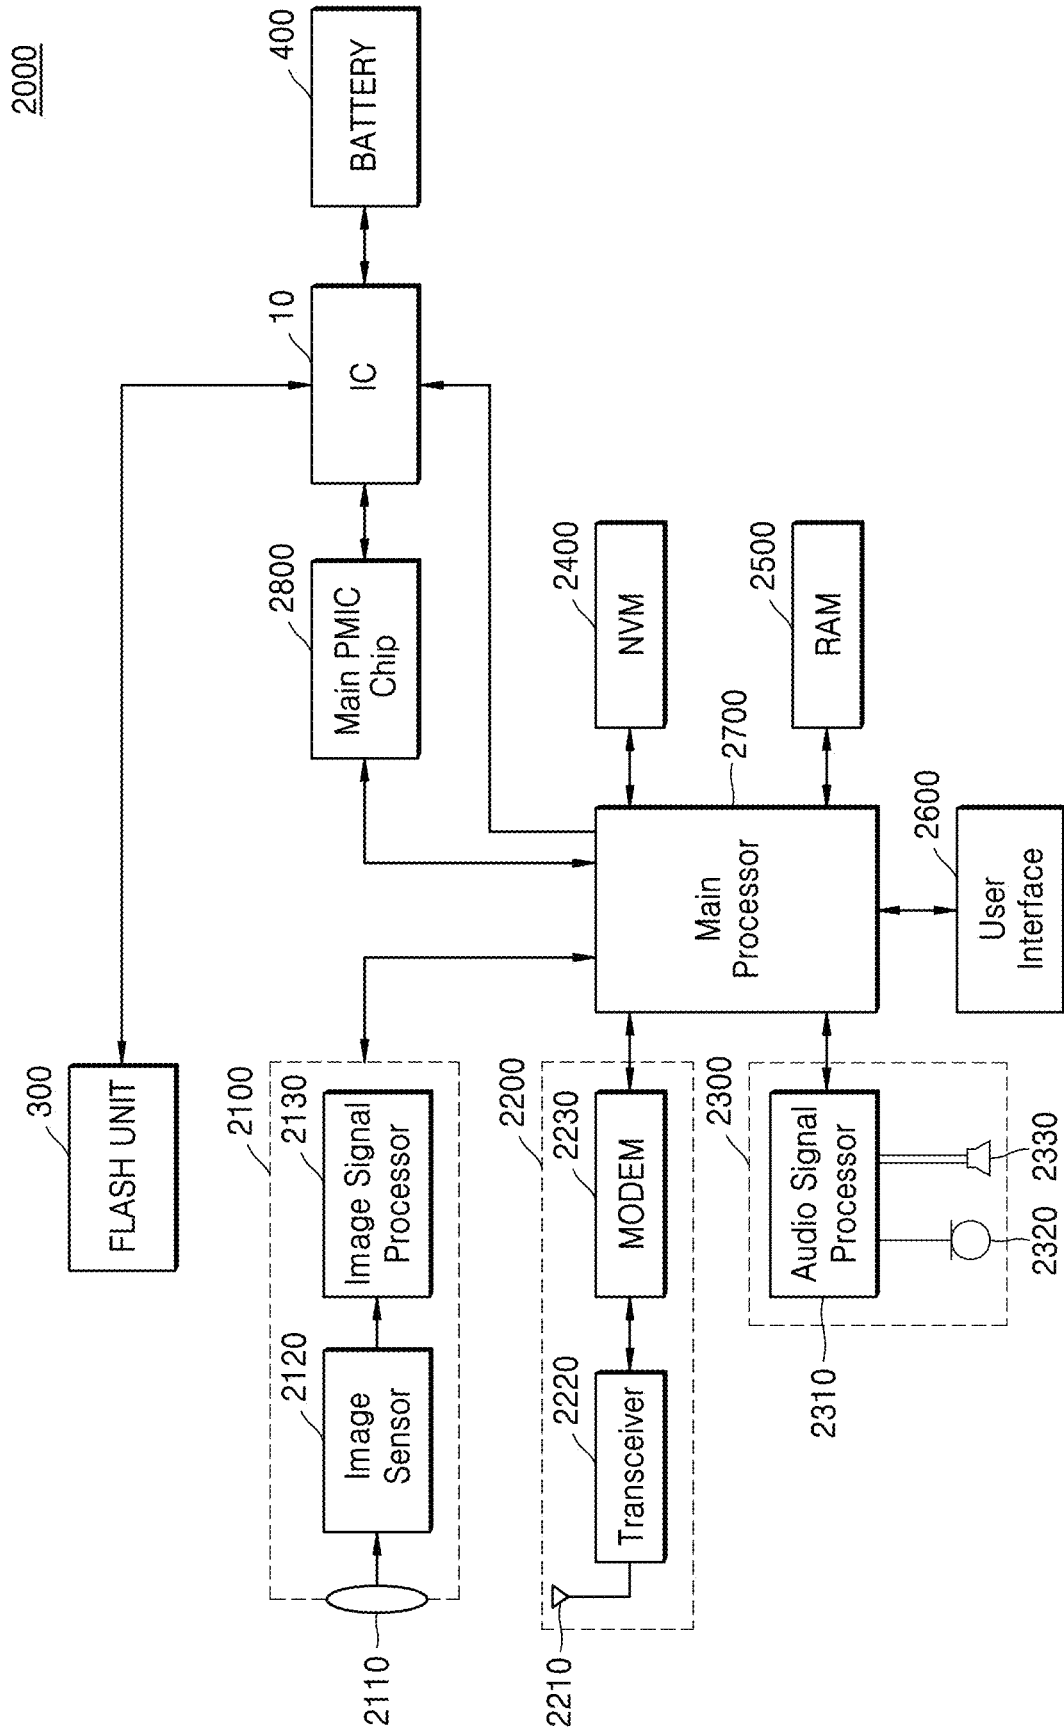 2000
300
FLASH UNIT
400
BATTERY
10
IC
2800
Main PMIC
Chip
2100
2110
2120
Image
Sensor
2130
Image Signal
Processor
2200
2210
2220
Transceiver
2230
MODEM
2400
NVM
2700
Main
Processor
2500
RAM
2300
2310
Audio Signal
Processor
2320
2330
2600
User
Interface